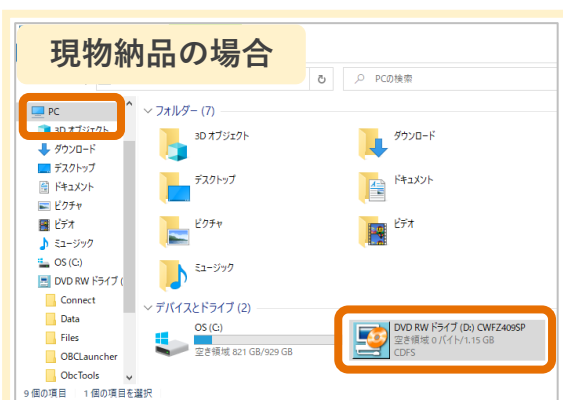 現物納品の場合
PCの検索
PC
3D オブジェクト
ダウンロード
デスクトップ
ドキュメント
ピクチャ
ビデオ
ミュージック
OS (C:)
DVD RW ドライブ (
Connect
Data
Files
OBCLauncher
ObcTools
フォルダー (7)
3D オブジェクト
ダウンロード
デスクトップ
ドキュメント
ピクチャ
ビデオ
ミュージック
デバイスとドライブ (2)
OS (C:)
空き領域 821 GB/929 GB
DVD RW ドライブ (D:) CWFZ409SP
空き領域 0 バイト/1.15 GB
CDFS
9 個の項目 1 個の項目を選択